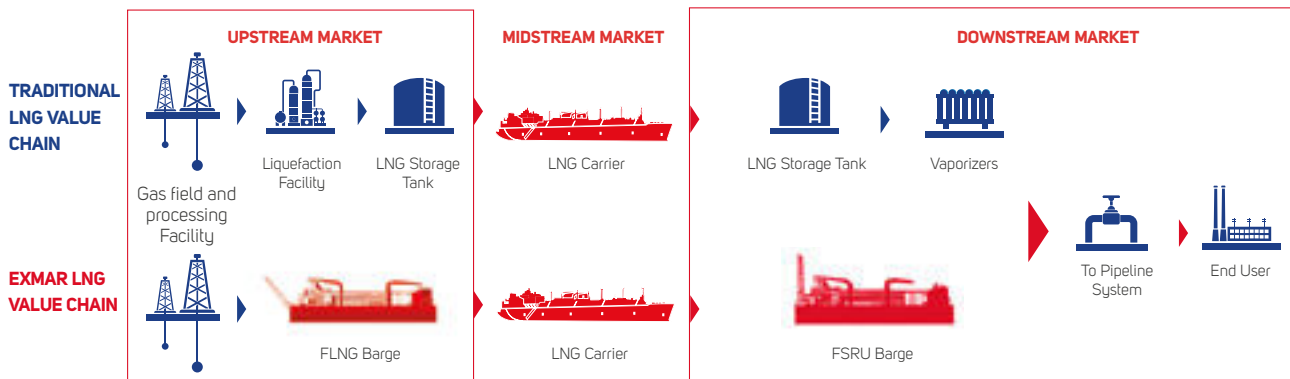 UPSTREAM MARKET
MIDSTREAM MARKET
DOWNSTREAM MARKET
TRADITIONAL
LNG VALUE
CHAIN
Gas field and
processing
Facility
Liquefaction
Facility
LNG Storage
Tank
LNG Carrier
LNG Storage Tank
Vaporizers
To Pipeline
System
End User
EXMAR LNG
VALUE CHAIN
FLNG Barge
LNG Carrier
FSRU Barge